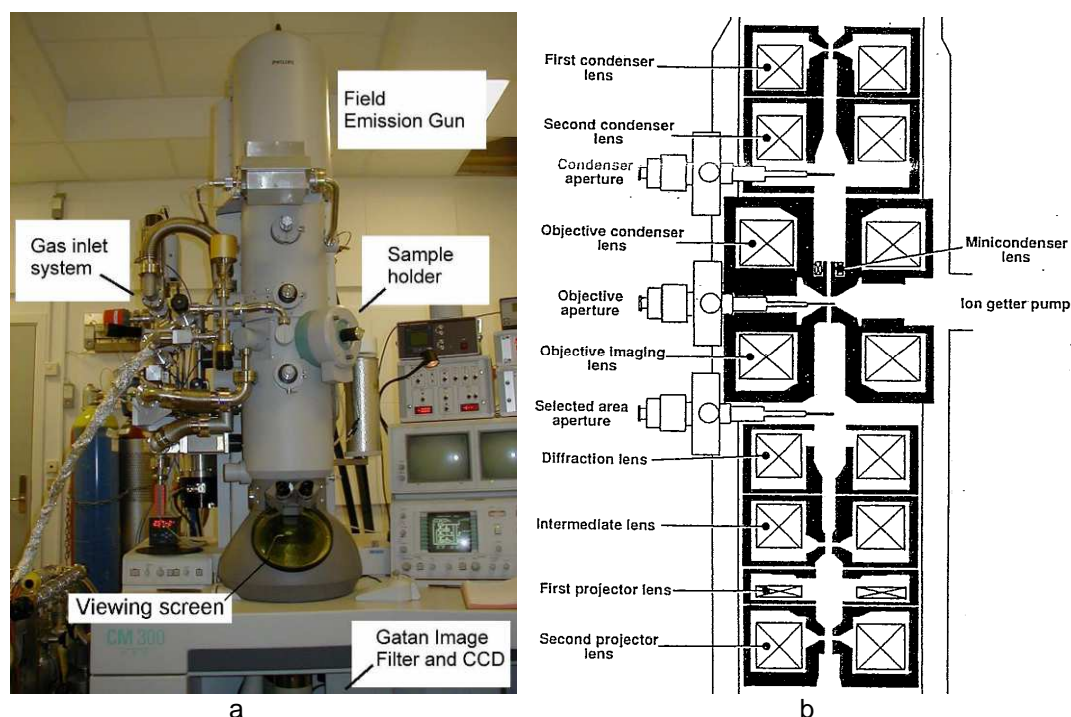 PHILIPS
Field
Emission Gun
Gas inlet
system
Sample
holder
Viewing screen
CM 300
Gatan Image
Filter and CCD
a
First condenser
lens
Second condenser
lens
Condenser
aperture
Objective condenser
lens
Minicondenser
lens
Objective
aperture
Ion getter pump
Objective imaging
lens
Selected area
aperture
Diffraction lens
Intermediate lens
First projector lens
Second projector
lens
b